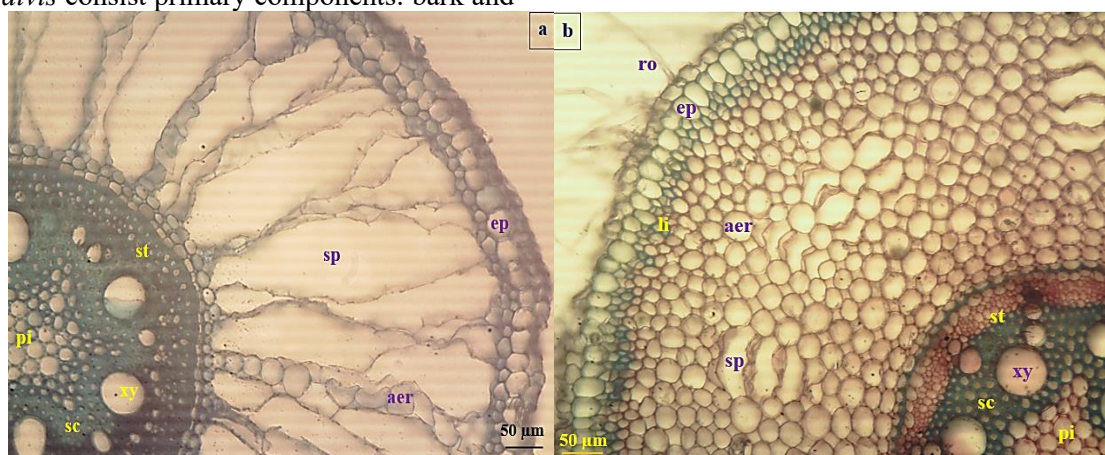 alvis consist primary components: bark and
a b
ro
ep
ep
li
aer
st
sp
st
pi
sp
xy
xy
aer
sc
sc
pi
50 µm
50 µm